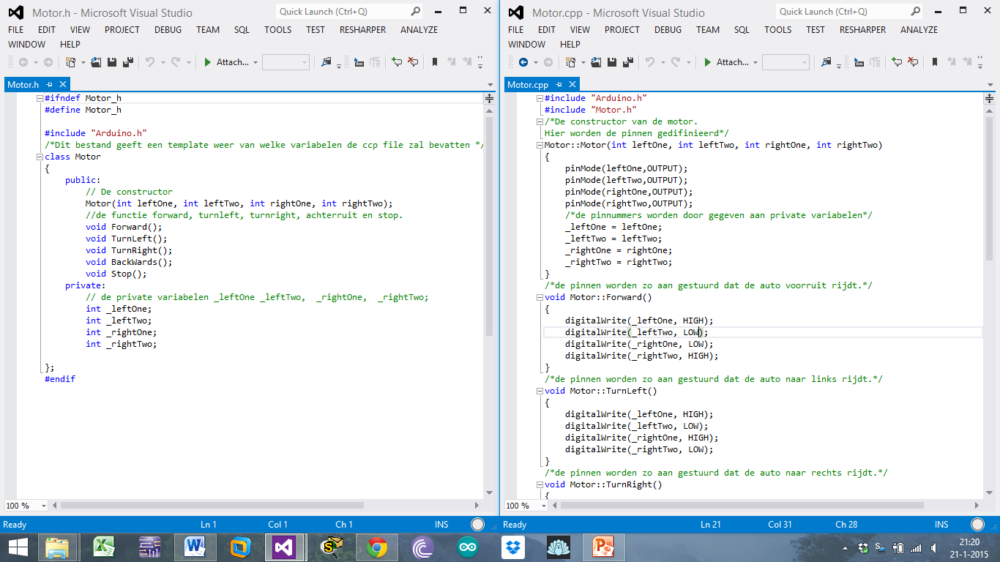 Motor.h - Microsoft Visual Studio
Quick Launch (Ctrl+Q)
FILE EDIT VIEW PROJECT DEBUG TEAM SQL TOOLS TEST RESHARPER ANALYZE
WINDOW HELP
Attach...
Motor.h
#ifndef Motor_h
#define Motor_h
#include "Arduino.h"
/*Dit bestand geeft een template weer van welke variabelen de ccp file zal bevatten */
class Motor
{
public:
// De constructor
Motor(int leftOne, int leftTwo, int rightOne, int rightTwo);
//de functie forward, turnleft, turnright, achterruit en stop.
void Forward();
void TurnLeft();
void TurnRight();
void BackWards();
void Stop();
private:
// de private variabelen _leftOne _leftTwo,  _rightOne,  _rightTwo;
int _leftOne;
int _leftTwo;
int _rightOne;
int _rightTwo;
};
#endif
100 %
Ready Ln 1 Col 1 Ch 1 INS
Motor.cpp - Microsoft Visual Studio
Quick Launch (Ctrl+Q)
FILE EDIT VIEW PROJECT DEBUG TEAM SQL TOOLS TEST RESHARPER ANALYZE
WINDOW HELP
Attach...
Motor.cpp
#include "Arduino.h"
#include "Motor.h"
/*De constructor van de motor.
Hier worden de pinnen gedifinieerd*/
Motor::Motor(int leftOne, int leftTwo, int rightOne, int rightTwo)
{
pinMode(leftOne,OUTPUT);
pinMode(leftTwo,OUTPUT);
pinMode(rightOne,OUTPUT);
pinMode(rightTwo,OUTPUT);
/*de pinnummers worden door gegeven aan private variabelen*/
_leftOne = leftOne;
_leftTwo = leftTwo;
_rightOne = rightOne;
_rightTwo = rightTwo;
}
/*de pinnen worden zo aan gestuurd dat de auto voorruit rijdt.*/
void Motor::Forward()
{
digitalWrite(_leftOne, HIGH);
digitalWrite(_leftTwo, LOW);
digitalWrite(_rightOne, LOW);
digitalWrite(_rightTwo, HIGH);
}
/*de pinnen worden zo aan gestuurd dat de auto naar links rijdt.*/
void Motor::TurnLeft()
{
digitalWrite(_leftOne, HIGH);
digitalWrite(_leftTwo, LOW);
digitalWrite(_rightOne, HIGH);
digitalWrite(_rightTwo, LOW);
}
/*de pinnen worden zo aan gestuurd dat de auto naar rechts rijdt.*/
void Motor::TurnRight()
{
100 %
Ready Ln 21 Col 31 Ch 28 INS
21:20
21-1-2015